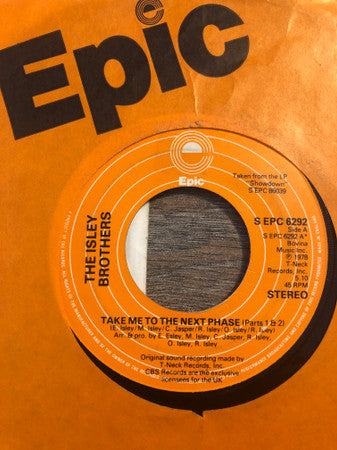 Epic
Epic
Taken from the LP
"Showdown"
S EPC 86039
THE ISLEY
BROTHERS
S EPC 6292
Side A
S EPC 6292 A*
Bovina
Music Inc.
℗ 1978
T-Neck
Records, Inc.
5.10
45 RPM
STEREO
TAKE ME TO THE NEXT PHASE (Parts 1 & 2)
(E. Isley/M. Isley/C. Jasper/R. Isley/O. Isley/R. Isley)
Arr. & pro. by E. Isley, M. Isley, C. Jasper, R. Isley
O. Isley, R. Isley
Original sound recording made by
T-Neck Records, Inc.
CBS Records are the exclusive
licensees for the UK.